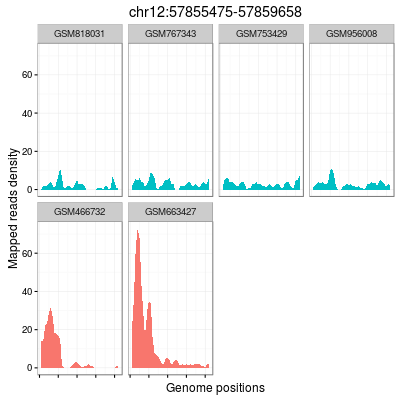 chr12:57855475-57859658
GSM818031 GSM767343 GSM753429 GSM956008
60
40
20
0
GSM466732 GSM663427
60
40
20
0
Mapped reads density
Genome positions